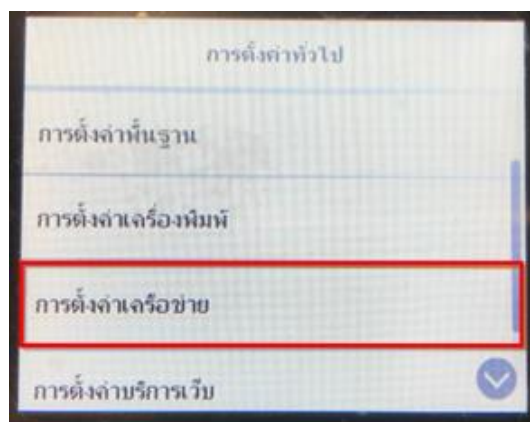 การตั้งค่าทั่วไป
การตั้งค่าพื้นฐาน
การตั้งค่าเครื่องพิมพ์
การตั้งค่าเครือข่าย
การตั้งค่าบริการเว็บ